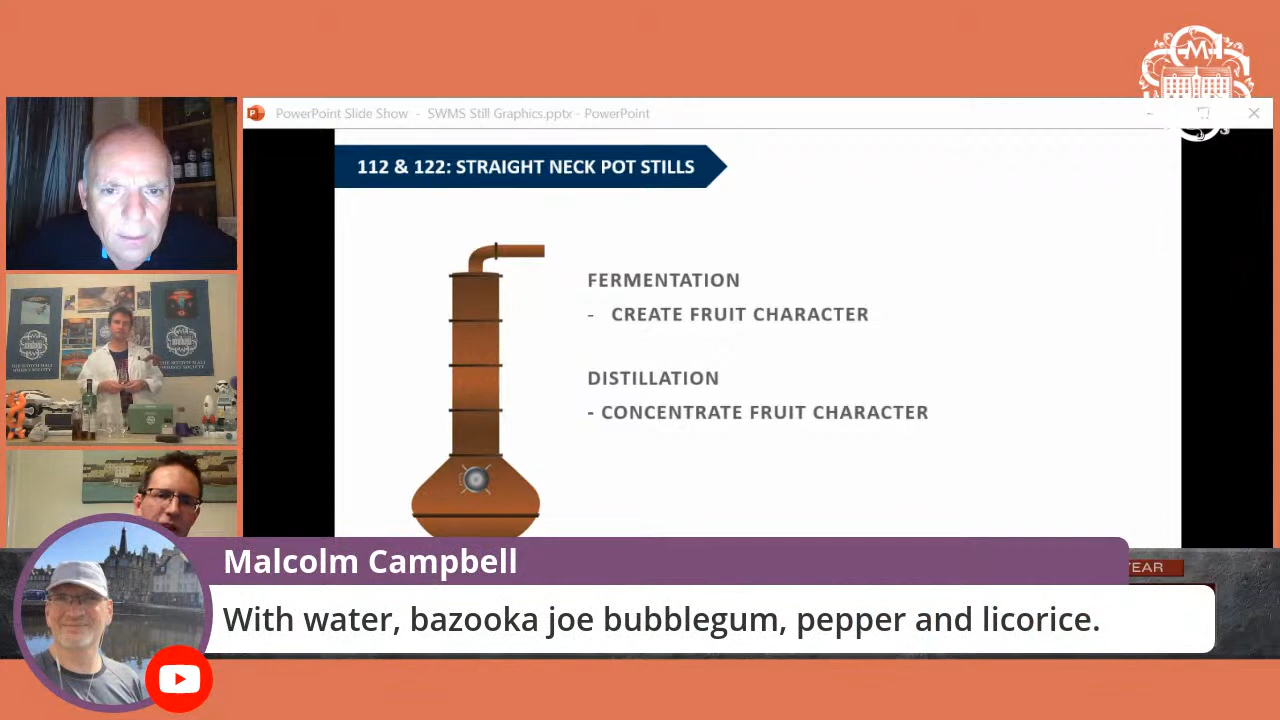 M
PowerPoint Slide Show - SWMS Still Graphics.pptx - PowerPoint
112 & 122: STRAIGHT NECK POT STILLS
FERMENTATION
- CREATE FRUIT CHARACTER
DISTILLATION
- CONCENTRATE FRUIT CHARACTER
YEAR
Malcolm Campbell
With water, bazooka joe bubblegum, pepper and licorice.